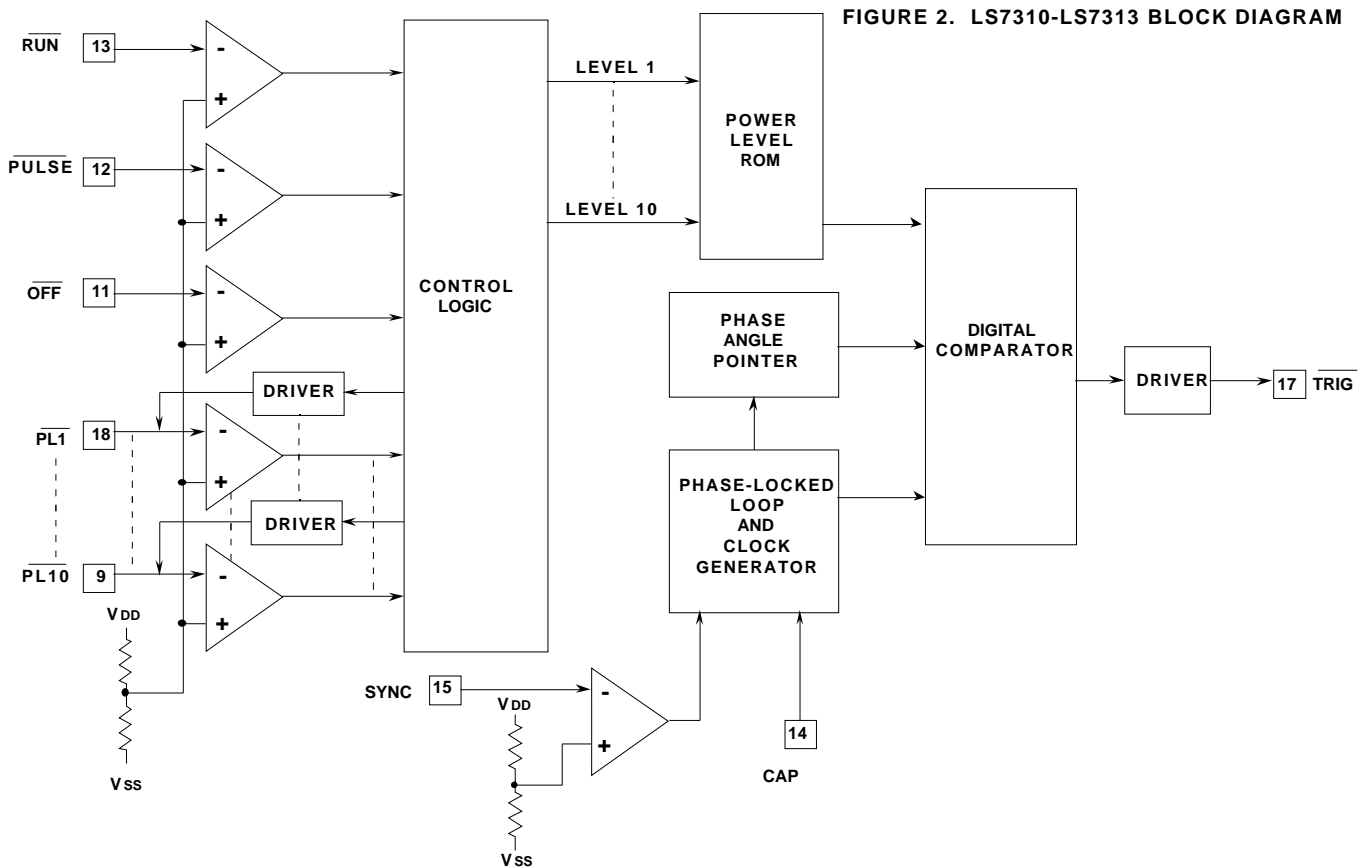 FIGURE 2. LS7310-LS7313 BLOCK DIAGRAM
RUN 13
-
+
PULSE 12
-
+
OFF 11
-
+
DRIVER
PL1 18
-
+
DRIVER
PL10 9
-
+
VDD
VSS
CONTROL
LOGIC
LEVEL 1
LEVEL 10
POWER
LEVEL
ROM
PHASE
ANGLE
POINTER
PHASE-LOCKED
LOOP
AND
CLOCK
GENERATOR
DIGITAL
COMPARATOR
DRIVER
17 TRIG
SYNC 15
-
+
VDD
VSS
14
CAP